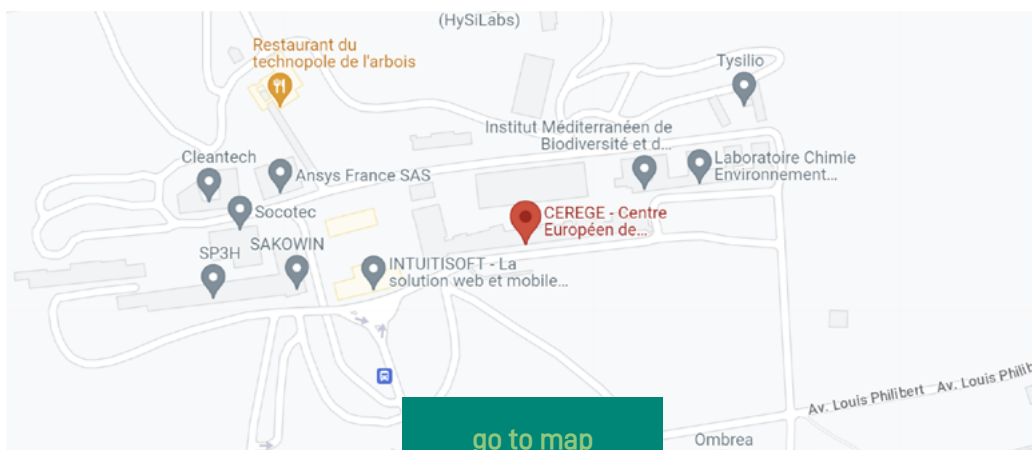 (HySiLabs)
Restaurant du
technopole de l'arbois
Tysilio
Institut Méditerranéen de
Biodiversité et d...
Cleantech
Laboratoire Chimie
Environnement...
Ansys France SAS
Socotec
CEREGE - Centre
Européen de...
SP3H
SAKOWIN
INTUITISOFT - La
solution web et mobile...
Av. Louis Philibert
Av. Louis
go to map
Ombrea